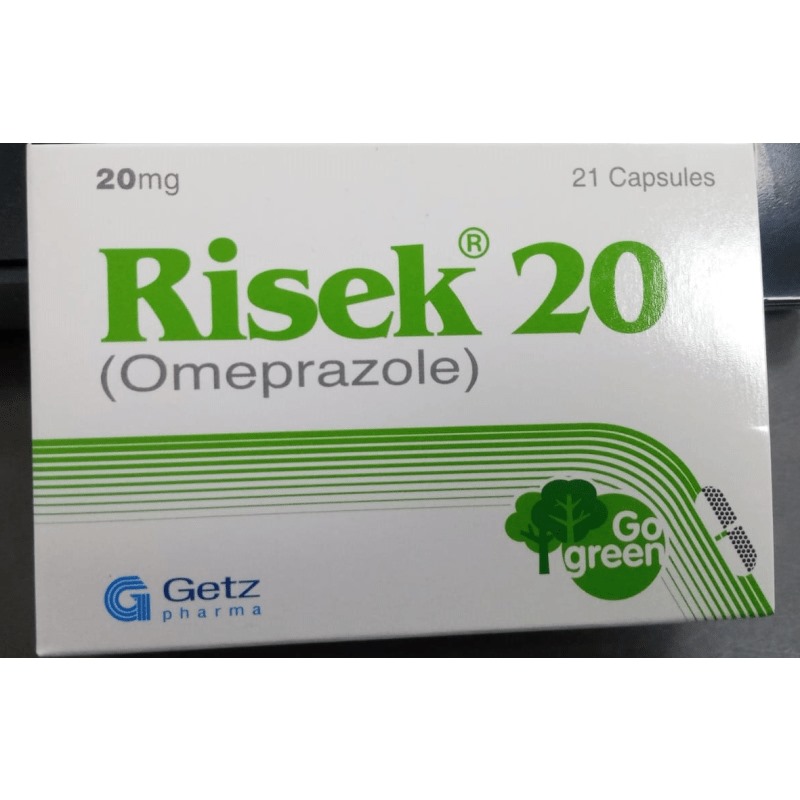 20mg
21 Capsules
Risek® 20
(Omeprazole)
Go
green
Getz
pharma